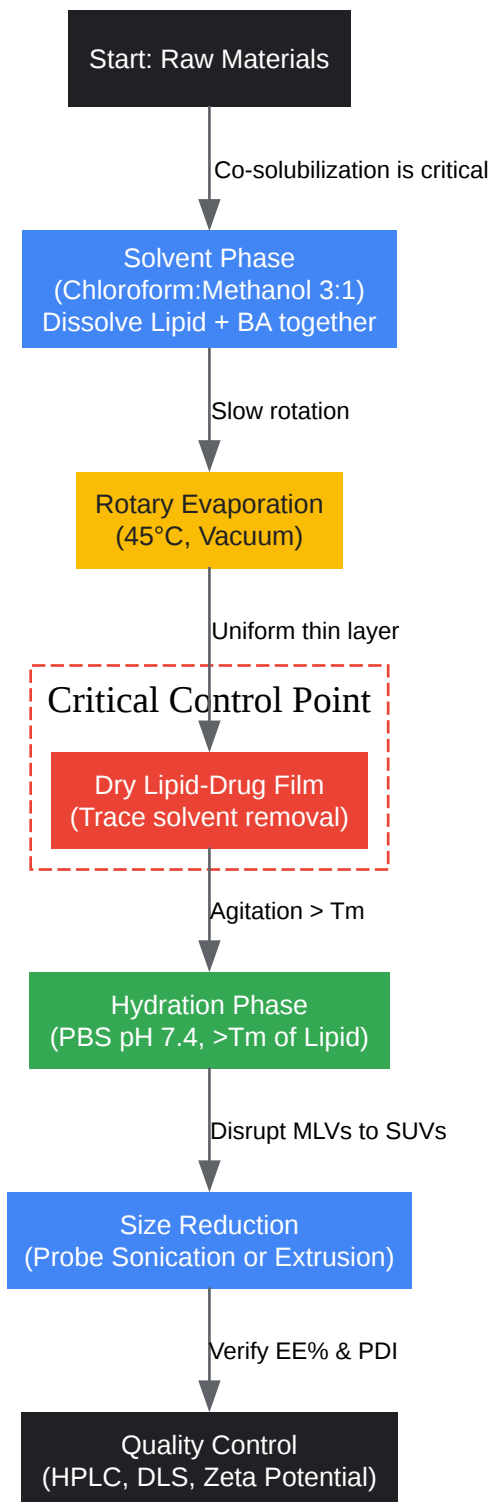 Start: Raw Materials
Co-solubilization is critical
Solvent Phase
(Chloroform:Methanol 3:1)
Dissolve Lipid + BA together
Slow rotation
Rotary Evaporation
(45°C, Vacuum)
Uniform thin layer
Critical Control Point
Dry Lipid-Drug Film
(Trace solvent removal)
Agitation > Tm
Hydration Phase
(PBS pH 7.4, >Tm of Lipid)
Disrupt MLVs to SUVs
Size Reduction
(Probe Sonication or Extrusion)
Verify EE% & PDI
Quality Control
(HPLC, DLS, Zeta Potential)